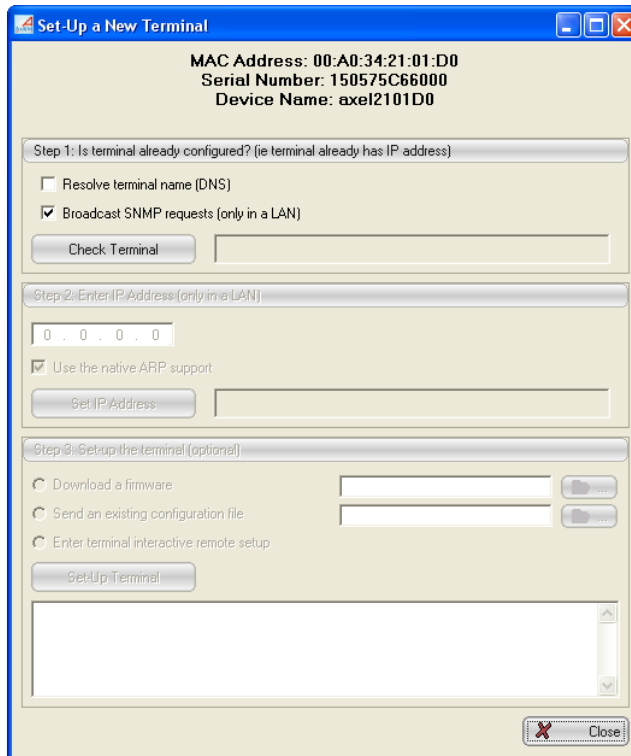 Set-Up a New Terminal
MAC Address: 00:A0:34:21:01:D0
Serial Number: 150575C66000
Device Name: axel2101D0
Step 1: Is terminal already configured? (ie terminal already has IP address)
Resolve terminal name (DNS)
Broadcast SNMP requests (only in a LAN)
Check Terminal
Step 2: Enter IP Address (only in a LAN)
0 . 0 . 0 . 0
Use the native ARP support
Set IP Address
Step 3: Set-up the terminal (optional)
Download a firmware
...
Send an existing configuration file
...
Enter terminal interactive remote setup
Set-Up Terminal
Close